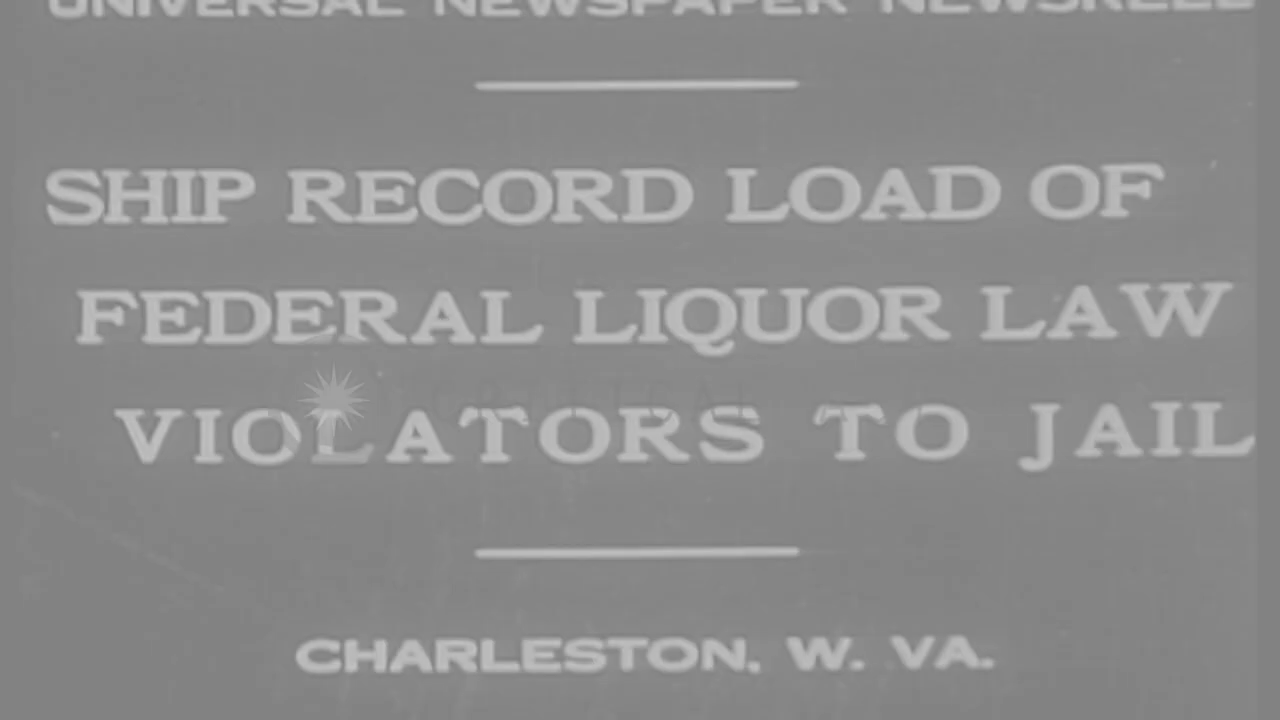 UNIVERSAL NEWSPAPER NEWSREEL
SHIP RECORD LOAD OF
FEDERAL LIQUOR LAW
VIOLATORS TO JAIL
CHARLESTON, W. VA.